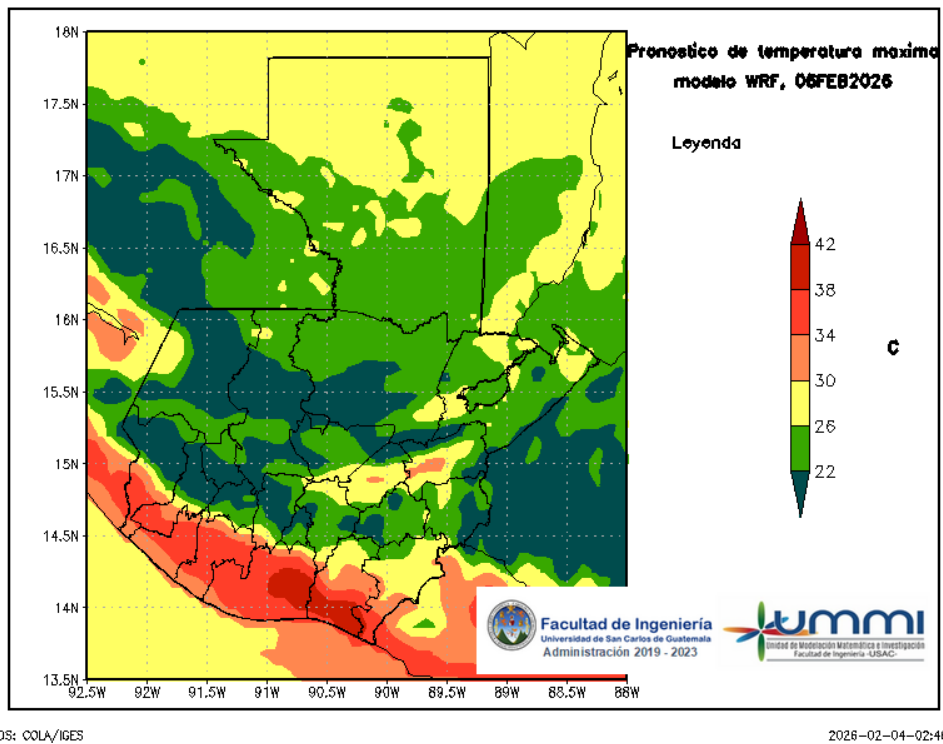 Pronostico de temperatura maxima
modelo WRF, 06FEB2026
Leyenda
42
38
34
30
26
22
C
18N
17.5N
17N
16.5N
16N
15.5N
15N
14.5N
14N
13.5N
92.5W 92W 91.5W 91W 90.5W 90W 89.5W 89W 88.5W 88W
Facultad de Ingeniería
Universidad de San Carlos de Guatemala
Administración 2019 - 2023
UMMI
Unidad de Modelación Matemática e Investigación
Facultad de Ingeniería -USAC-
COLA/IGES
2026-02-04-02:4